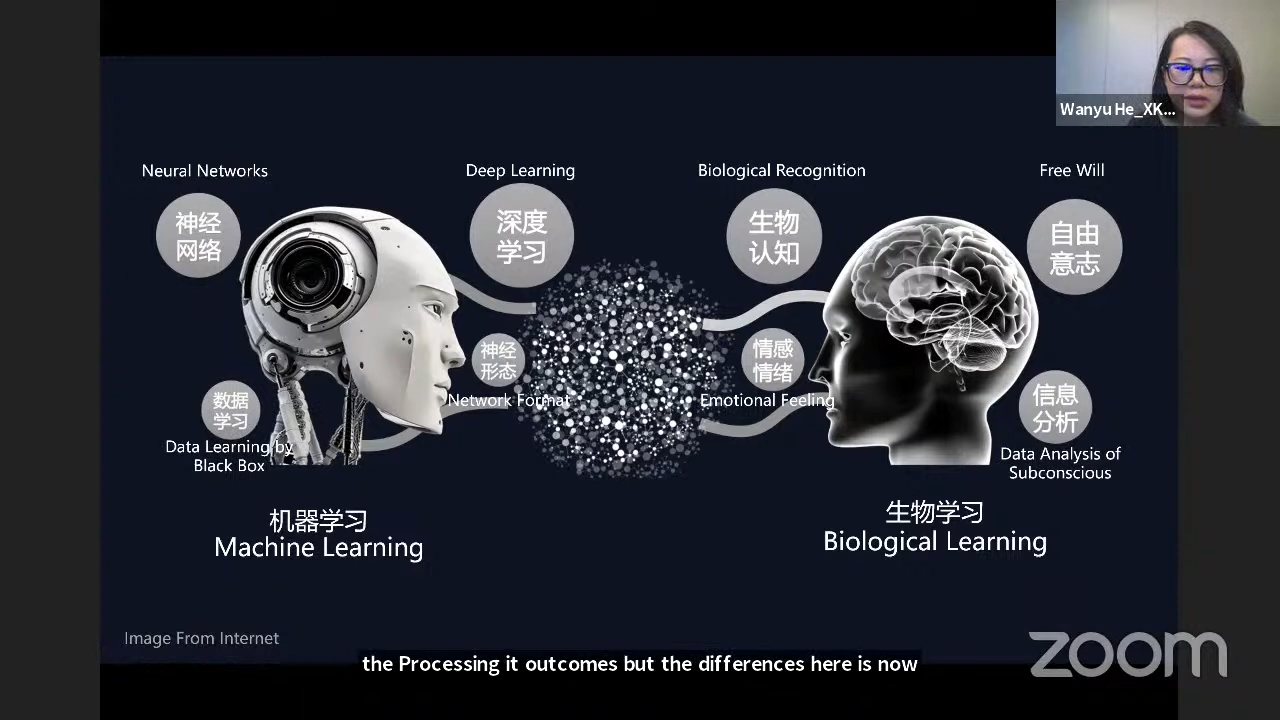 Wanyu He_XK...
Neural Networks
神经
网络
Deep Learning
深度
学习
Biological Recognition
生物
认知
Free Will
自由
意志
神经
形态
Network Format
情感
情绪
Emotional Feeling
数据
学习
Data Learning by
Black Box
信息
分析
Data Analysis of
Subconscious
机器学习
Machine Learning
生物学习
Biological Learning
Image From Internet
zoom
the Processing it outcomes but the differences here is now